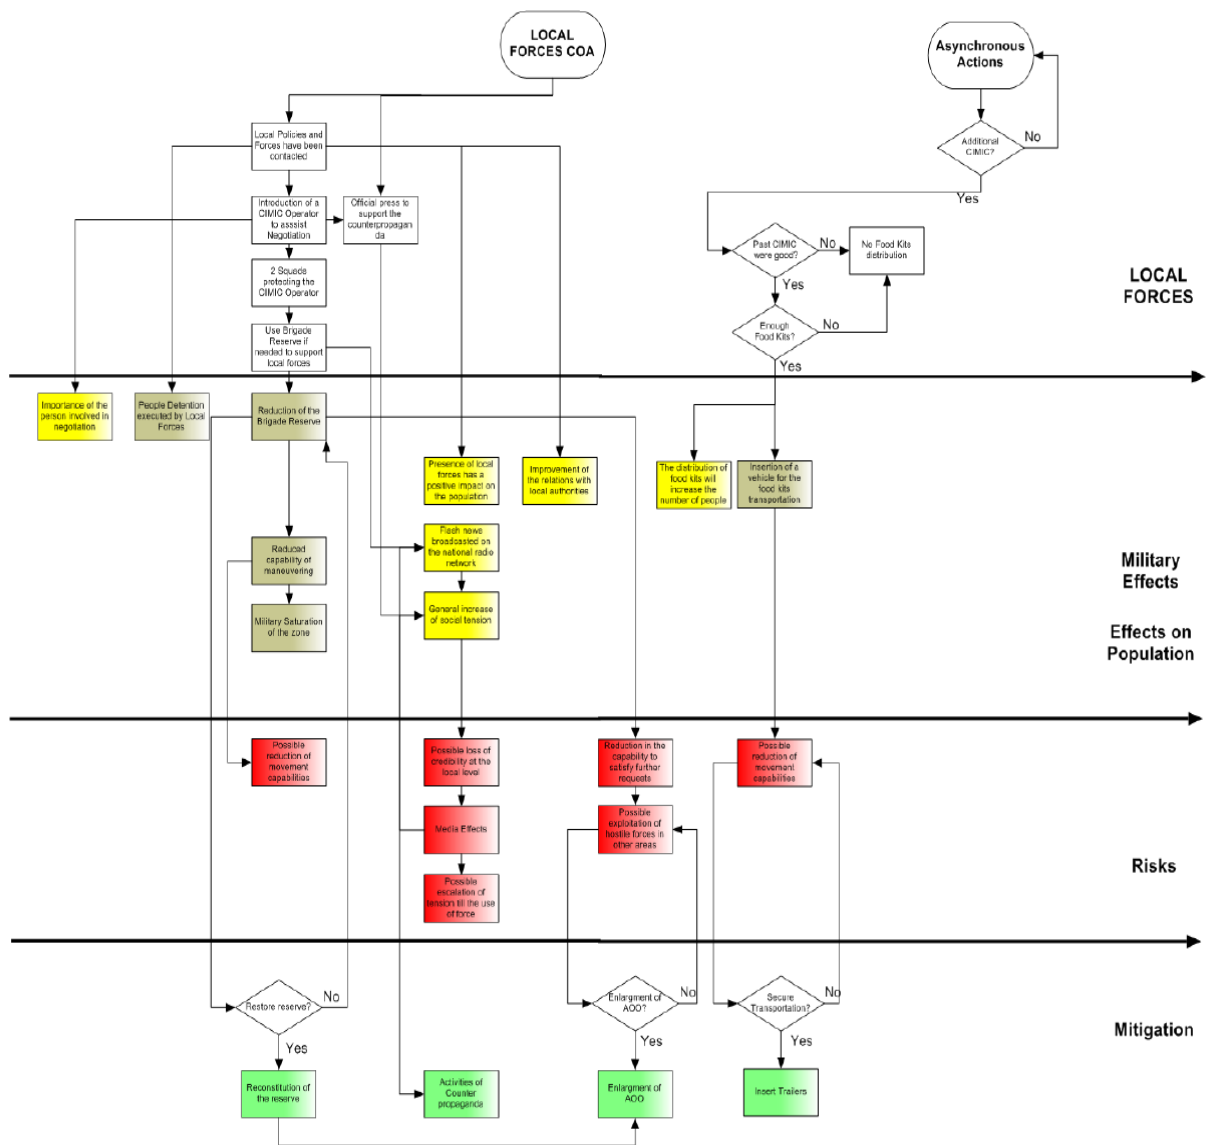 LOCAL
FORCES COA
Asynchronous
Actions
Local Policies and
Forces have been
contacted
Additional
CIMIC?
No
Yes
Introduction of a
CIMIC Operator
to asssist
Negotiation
Official press to
support the
counterpropagan
da
Past CIMIC
were good?
No
No Food Kits
distribution
Yes
2 Squads
protecting the
CIMIC Operator
LOCAL
FORCES
Use Brigade
Reserve if
needed to support
local forces
Enough
Food Kits?
No
Yes
Importance of the
person involved in
negotiation
People Detention
executed by Local
Forces
Reduction of the
Brigade Reserve
Presence of local
forces has a
positive impact on
the population
Improvement of
the relations with
local authorities
The distribution of
food kits will
increase the
number of people
Insertion of a
vehicle for the
food kits
transportation
Reduced
capability of
maneuvering
Flash news
broadcasted on
the national radio
network
Military
Effects
Military Saturation
of the zone
General increase
of social tension
Effects on
Population
Possible
reduction of
movement
capabilities
Possible loss of
credibility at the
local level
Reduction in the
capability to
satisfy further
requests
Possible
reduction of
movement
capabilities
Media Effects
Possible
exploitation of
hostile forces in
other areas
Risks
Possible
escalation of
tension till the use
of force
Restore reserve?
No
Yes
Enlargment of
AOO?
No
Yes
Secure
Transportation?
No
Yes
Mitigation
Reconstitution of
the reserve
Activities of
Counter
propaganda
Enlargment of
AOO
Insert Trailers